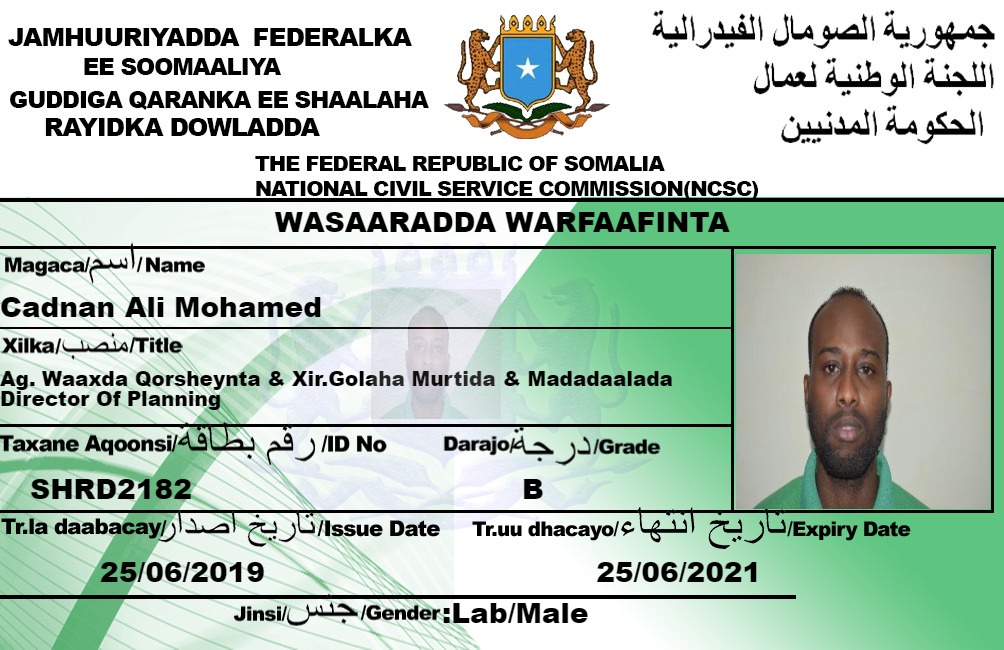 JAMHUURIYADDA FEDERALKA
EE SOOMAALIYA
GUDDIGA QARANKA EE SHAALAHA
RAYIDKA DOWLADDA
جمهورية الصومال الفيدرالية
اللجنة الوطنية لعمال
الحكومة المدنيين
THE FEDERAL REPUBLIC OF SOMALIA
NATIONAL CIVIL SERVICE COMMISSION(NCSC)
WASAARADDA WARFAAFINTA
Magaca/اسم/Name
Cadnan Ali Mohamed
Xilka/منصب/Title
Ag. Waaxda Qorsheynta & Xir.Golaha Murtida & Madadaalada
Director Of Planning
Taxane Aqoonsi/رقم بطاقة/ID No Darajo/درجة/Grade
SHRD2182 B
Tr.la daabacay/تاريخ اصدار/Issue Date Tr.uu dhacayo/تاريخ انتهاء/Expiry Date
25/06/2019 25/06/2021
Jinsi/جنس/Gender:Lab/Male